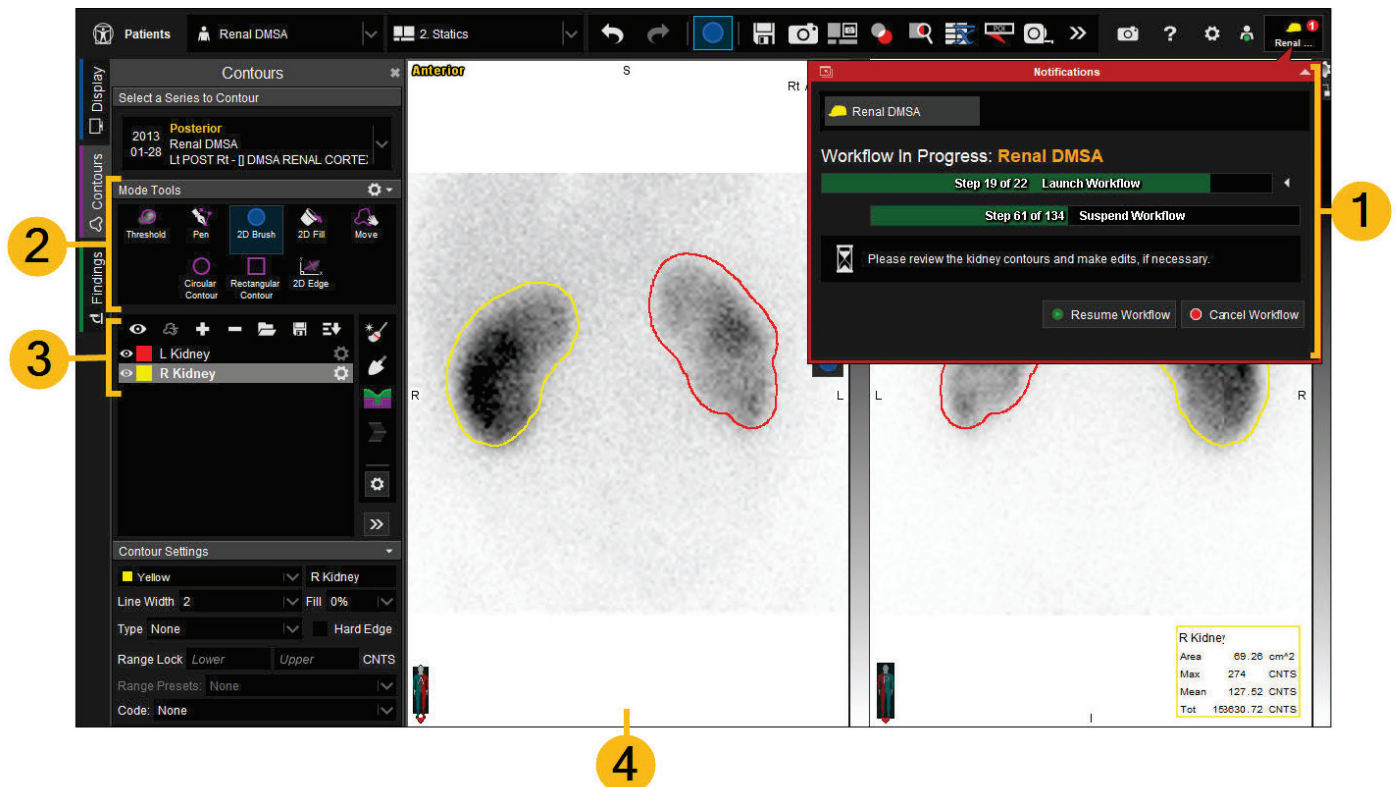 Patients
Renal DMSA
2. Statics
?
1
Renal ...
Display
Contours
Findings
Contours
Select a Series to Contour
2013
01-28
Posterior
Renal DMSA
Lt POST Rt - [] DMSA RENAL CORTE
Mode Tools
Threshold
Pen
2D Brush
2D Fill
Move
Circular
Contour
Rectangular
Contour
2D Edge
L Kidney
R Kidney
Contour Settings
Yellow
R Kidney
Line Width 2
Fill 0%
Type None
Hard Edge
Range Lock Lower Upper CNTS
Range Presets: None
Code: None
Anterior
S
Rt
R
L
L
R
I
Notifications
Renal DMSA
Workflow In Progress: Renal DMSA
Step 19 of 22 Launch Workflow
Step 61 of 134 Suspend Workflow
Please review the kidney contours and make edits, if necessary.
Resume Workflow
Cancel Workflow
R Kidney
Area 69.26 cm^2
Max 274 CNTS
Mean 127.52 CNTS
Tot 153630.72 CNTS
A
P
1
2
3
4